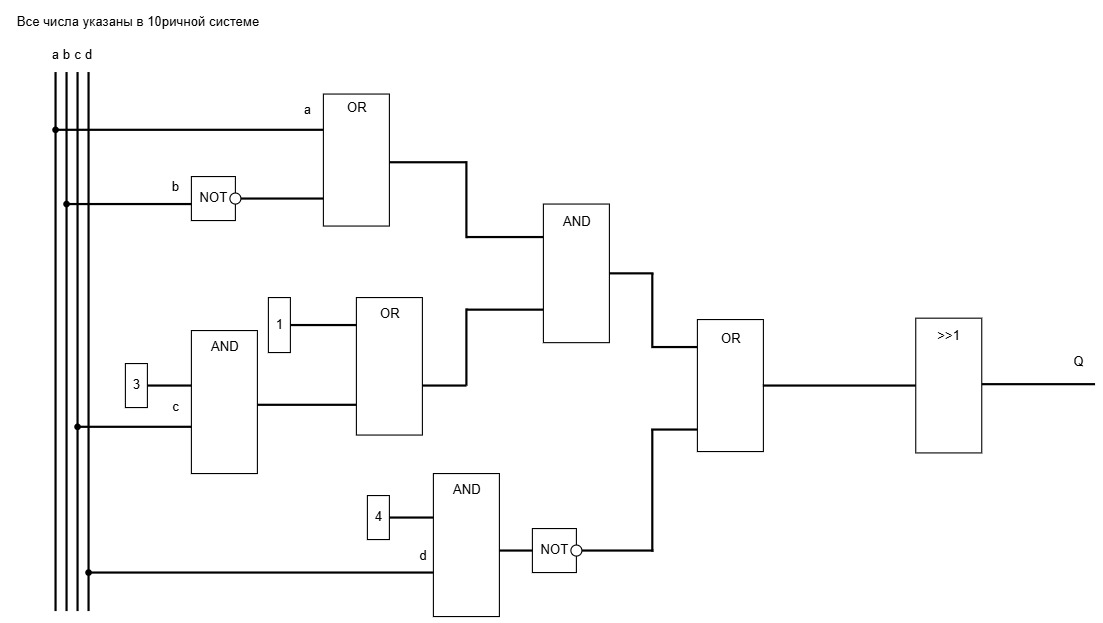 Все числа указаны в 10ричной системе
a b c d
a
OR
b
NOT
AND
1
OR
AND
3
c
OR
>>1
Q
AND
4
NOT
d